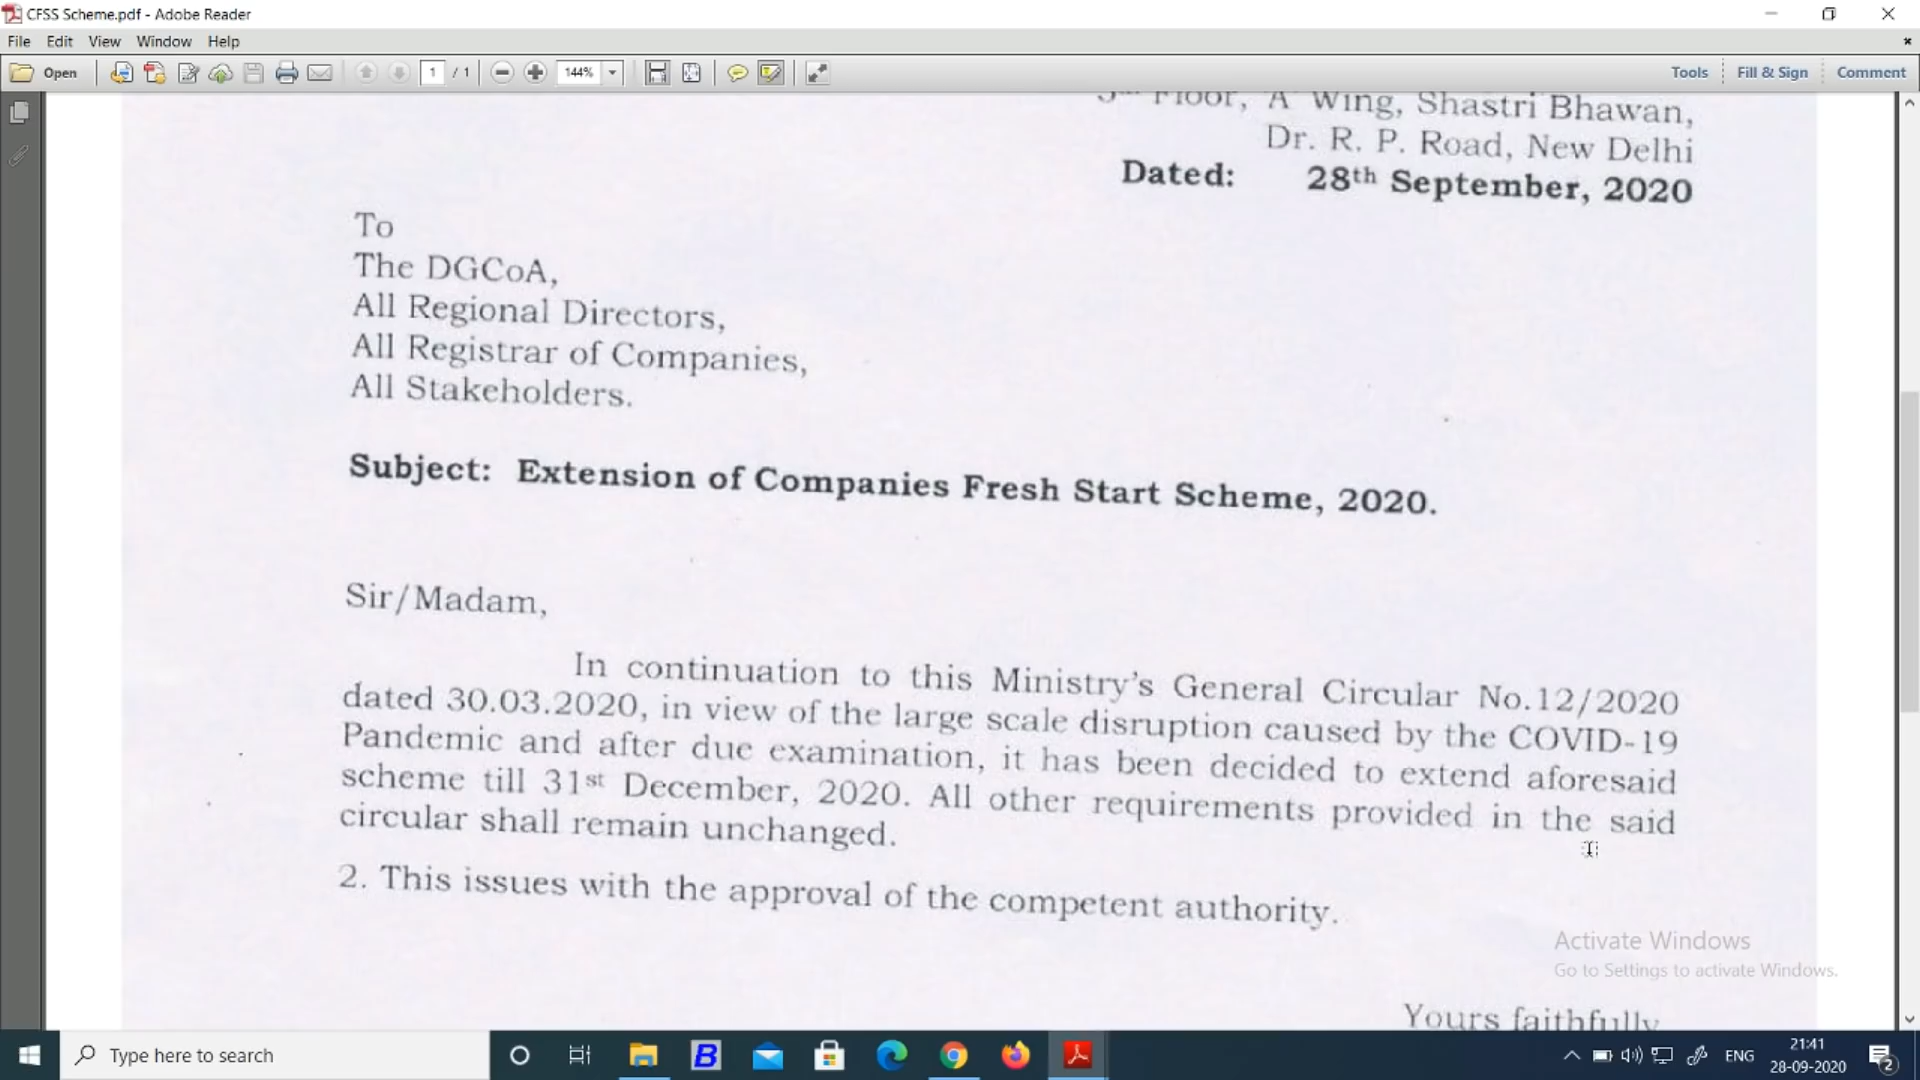 CFSS Scheme.pdf - Adobe Reader
File Edit View Window Help
Open 1 / 1 144% Tools Fill & Sign Comment
Floor, 'A' Wing, Shastri Bhawan,
Dr. R. P. Road, New Delhi
Dated: 28th September, 2020
To
The DGCoA,
All Regional Directors,
All Registrar of Companies,
All Stakeholders.
Subject: Extension of Companies Fresh Start Scheme, 2020.
Sir/Madam,
In continuation to this Ministry's General Circular No.12/2020
dated 30.03.2020, in view of the large scale disruption caused by the COVID-19
Pandemic and after due examination, it has been decided to extend aforesaid
scheme till 31st December, 2020. All other requirements provided in the said
circular shall remain unchanged.
2. This issues with the approval of the competent authority.
Activate Windows
Go to Settings to activate Windows.
Yours faithfully
Type here to search
B
ENG
21:41
28-09-2020
2